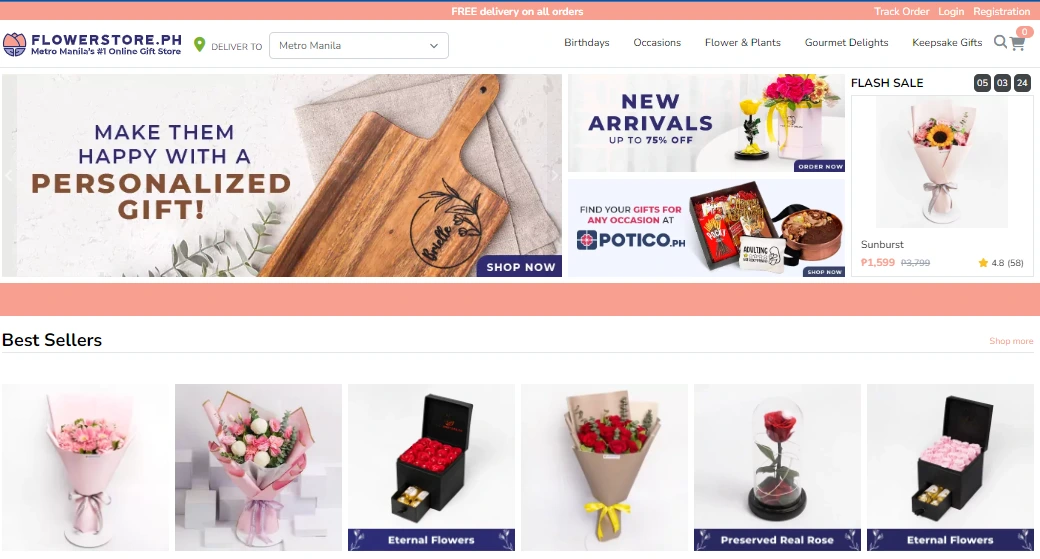 FREE delivery on all orders
Track Order Login Registration
FLOWERSTORE.PH
Metro Manila's #1 Online Gift Store
DELIVER TO
Metro Manila
Birthdays Occasions Flower & Plants Gourmet Delights Keepsake Gifts
0
MAKE THEM
HAPPY WITH A
PERSONALIZED
GIFT!
Brielle
SHOP NOW
NEW
ARRIVALS
UP TO 75% OFF
ORDER NOW
FIND YOUR GIFTS FOR
ANY OCCASION AT
POTICO.PH
ADULTING
SHOP NOW
FLASH SALE
05 03 24
Sunburst
₱1,599 ₱3,799 4.8 (58)
Best Sellers
Shop more
Eternal Flowers
Preserved Real Rose
Eternal Flowers